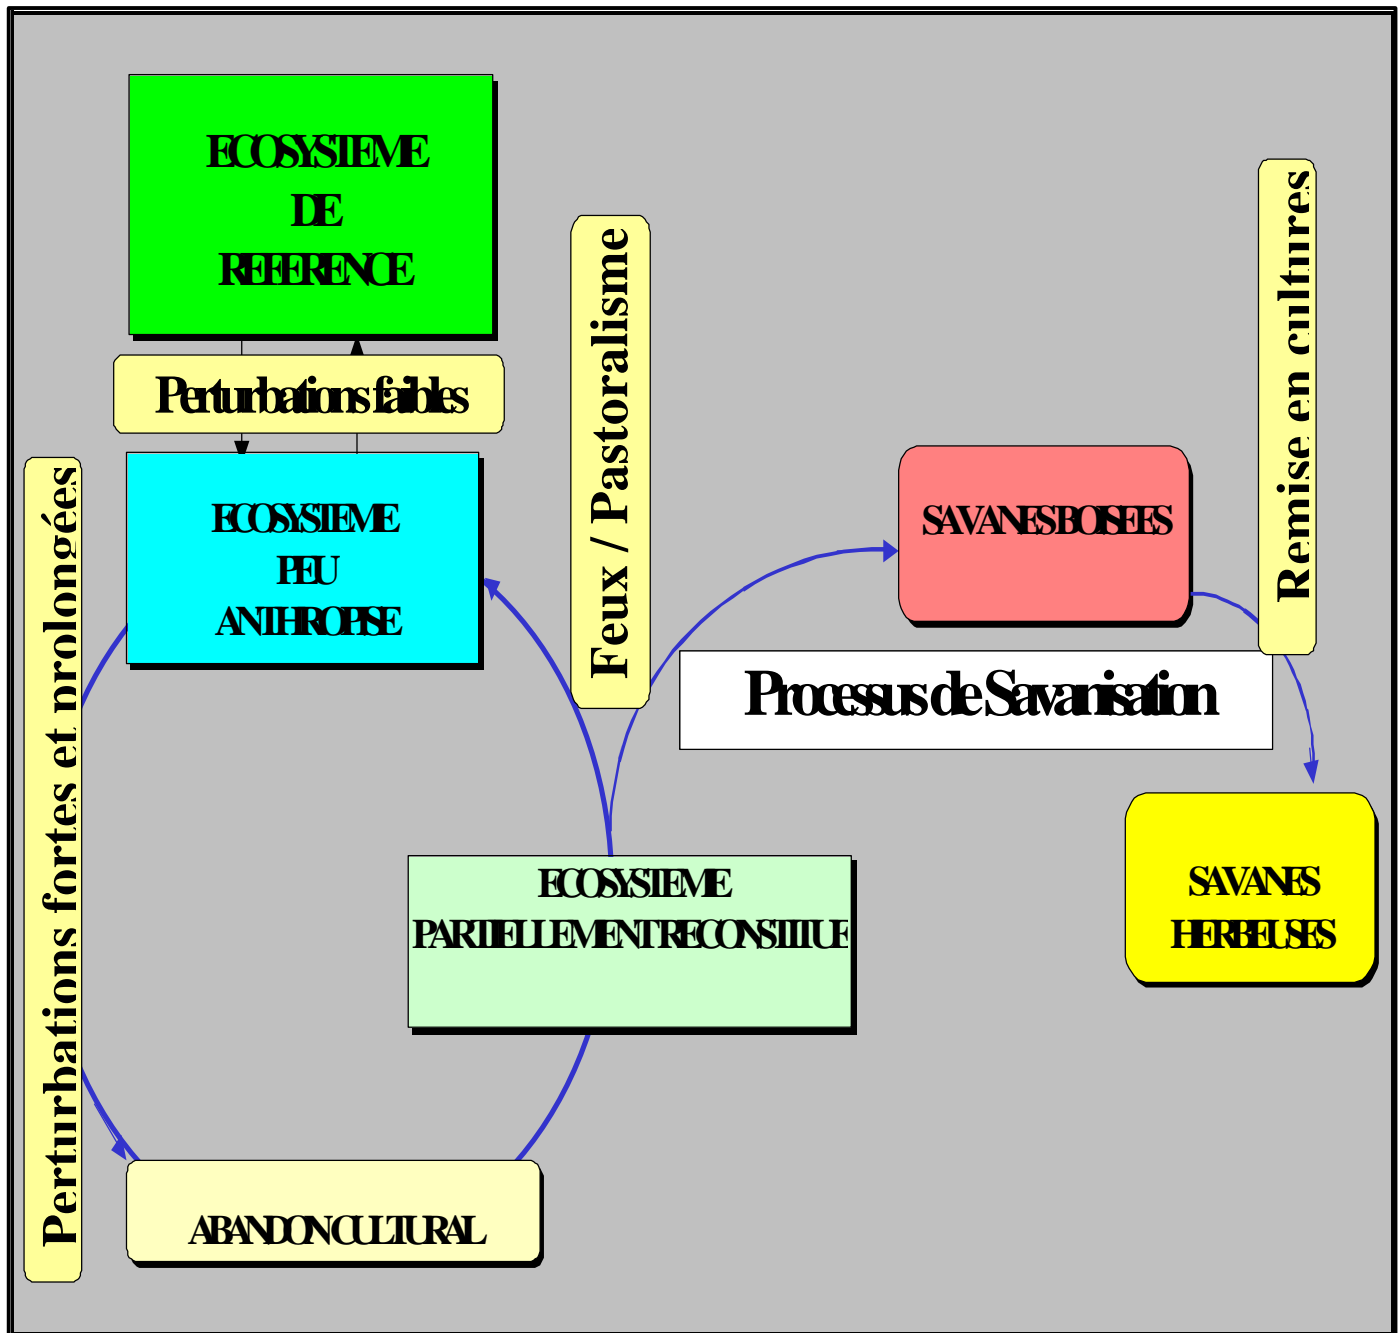 ECOSYSTEME
DE
REFERENCE
Perturbations faibles
ECOSYSTEME
PEU
ANTHROPISE
Perturbations fortes et prolongées
Feux / Pastoralisme
SAVANES BOISEES
Remise en cultures
Processus de Savanisation
SAVANES
HERBEUSES
ECOSYSTEME
PARTIELLEMENT RECONSTITUE
ABANDON CULTURAL